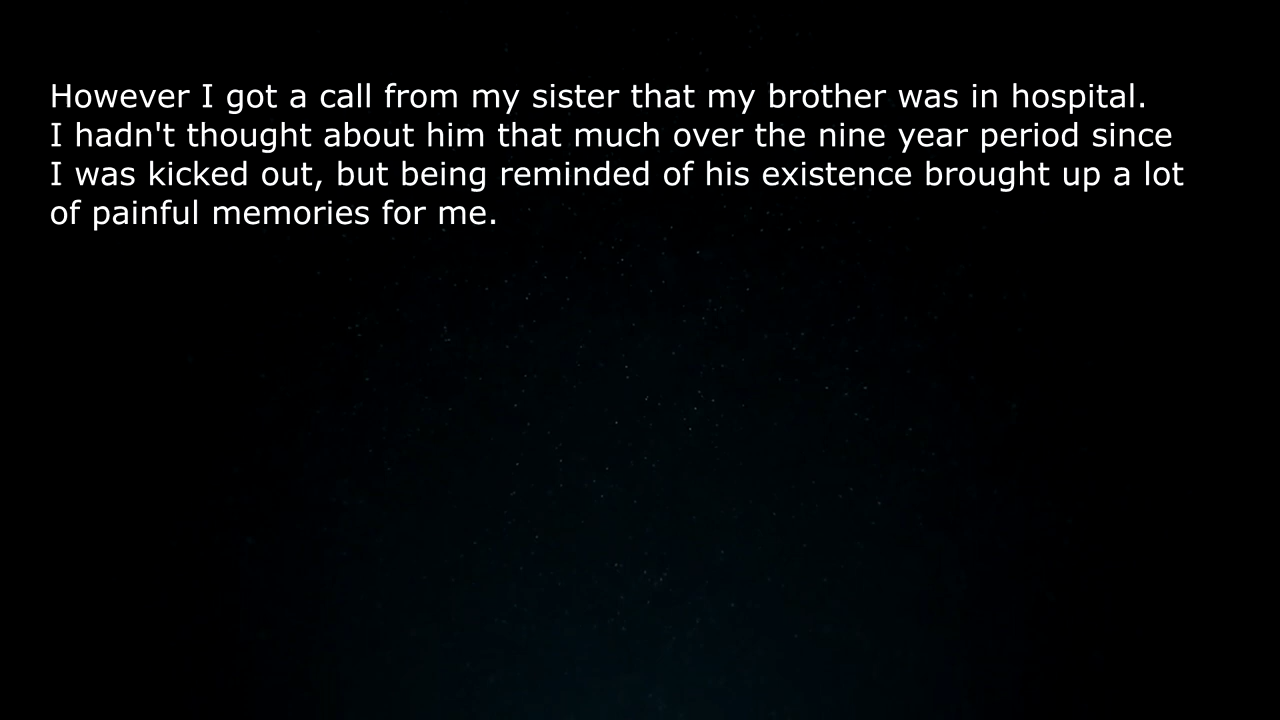 However I got a call from my sister that my brother was in hospital.
I hadn't thought about him that much over the nine year period since
I was kicked out, but being reminded of his existence brought up a lot
of painful memories for me.